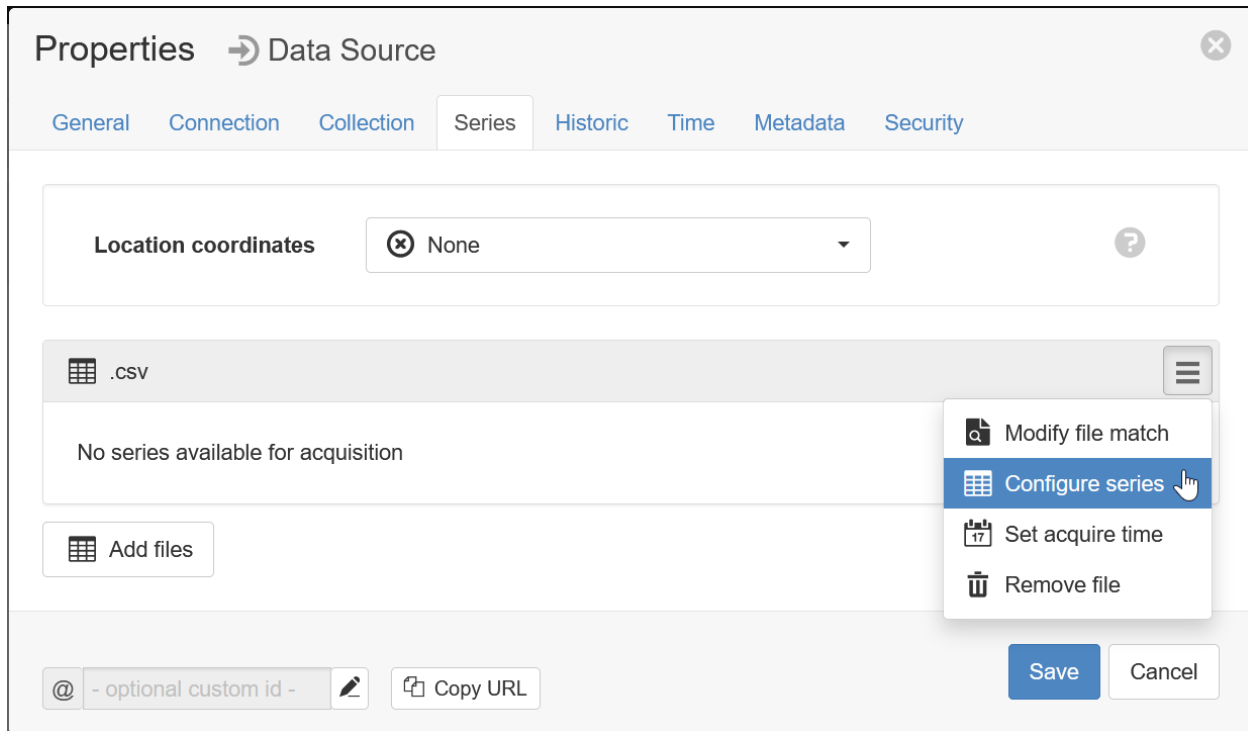 Properties Data Source
General Connection Collection Series Historic Time Metadata Security
Location coordinates None
.csv
No series available for acquisition
Modify file match
Configure series
17 Set acquire time
Remove file
Add files
@ - optional custom id - Copy URL
Save Cancel